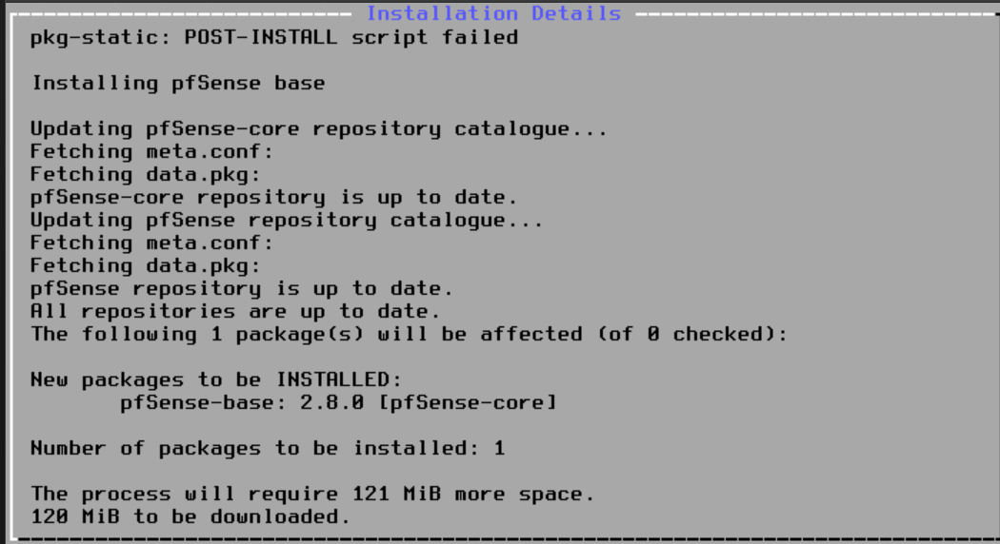 Installation Details
pkg-static: POST-INSTALL script failed
Installing pfSense base
Updating pfSense-core repository catalogue...
Fetching meta.conf:
Fetching data.pkg:
pfSense-core repository is up to date.
Updating pfSense repository catalogue...
Fetching meta.conf:
Fetching data.pkg:
pfSense repository is up to date.
All repositories are up to date.
The following 1 package(s) will be affected (of 0 checked):
New packages to be INSTALLED:
pfSense-base: 2.8.0 [pfSense-core]
Number of packages to be installed: 1
The process will require 121 MiB more space.
120 MiB to be downloaded.